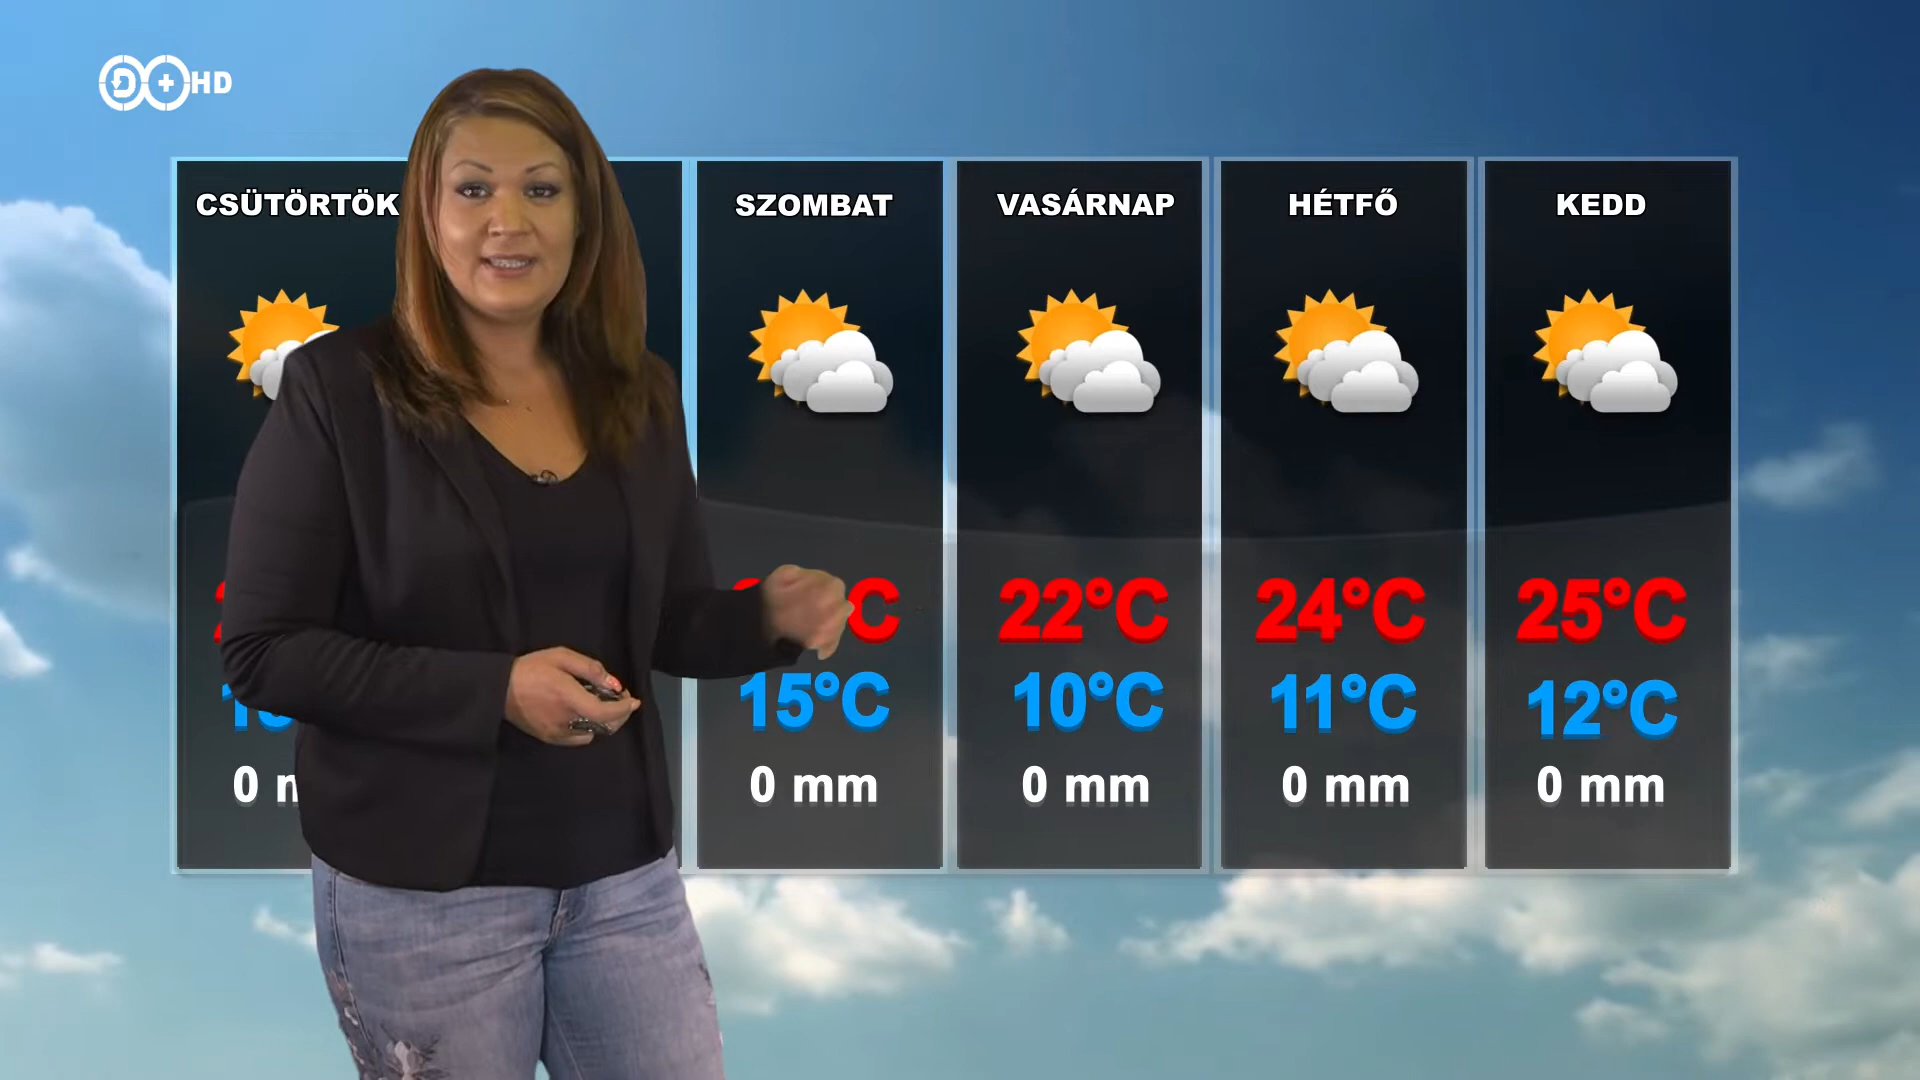 D+HD
CSÜTÖRTÖK
SZOMBAT
VASÁRNAP
HÉTFŐ
KEDD
22°C
24°C
25°C
15°C
10°C
11°C
12°C
0
0 mm
0 mm
0 mm
0 mm